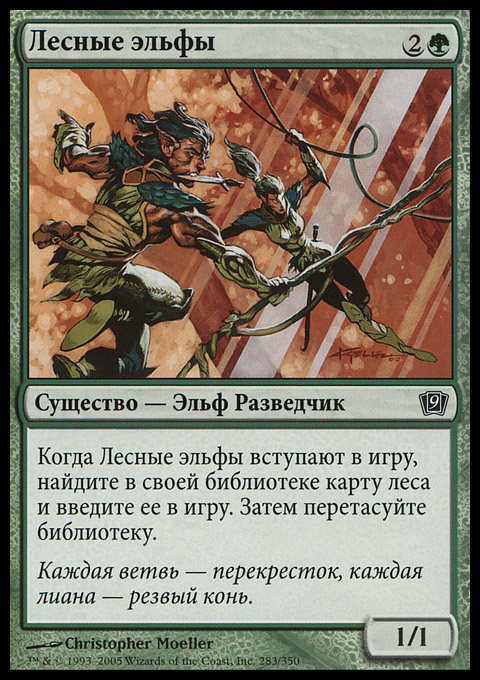 Лесные эльфы
2
Существо — Эльф Разведчик
9
Когда Лесные эльфы вступают в игру,
найдите в своей библиотеке карту леса
и введите ее в игру. Затем перетасуйте
библиотеку.
Каждая ветвь — перекресток, каждая
лиана — резвый конь.
Christopher Moeller
1/1
™ & © 1993–2005 Wizards of the Coast, Inc. 283/350